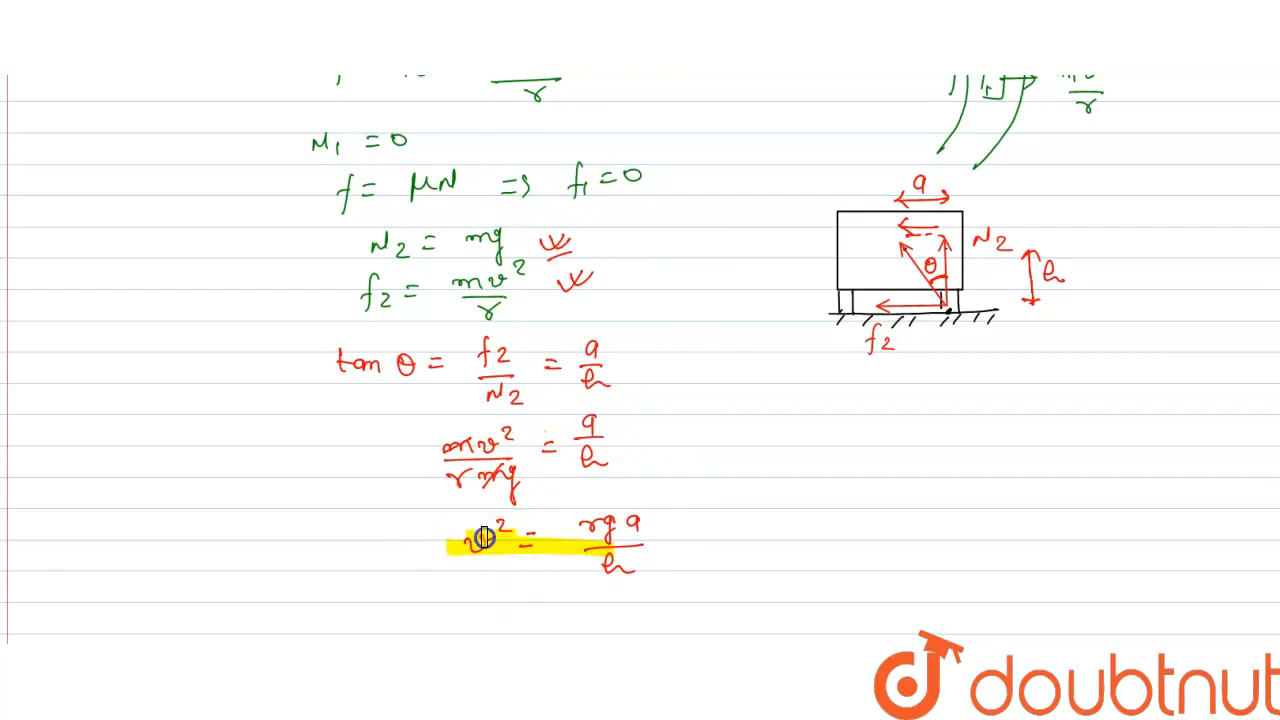 r
N₁ = 0
f = μN ⇒ f₁ = 0
N₂ = mg
f₂ = mv²/r
tan θ = f₂/N₂ = a/h
mv²/rmg = a/h
v² = rga/h
r
a
N₂
θ
h
f₂
doubtnut